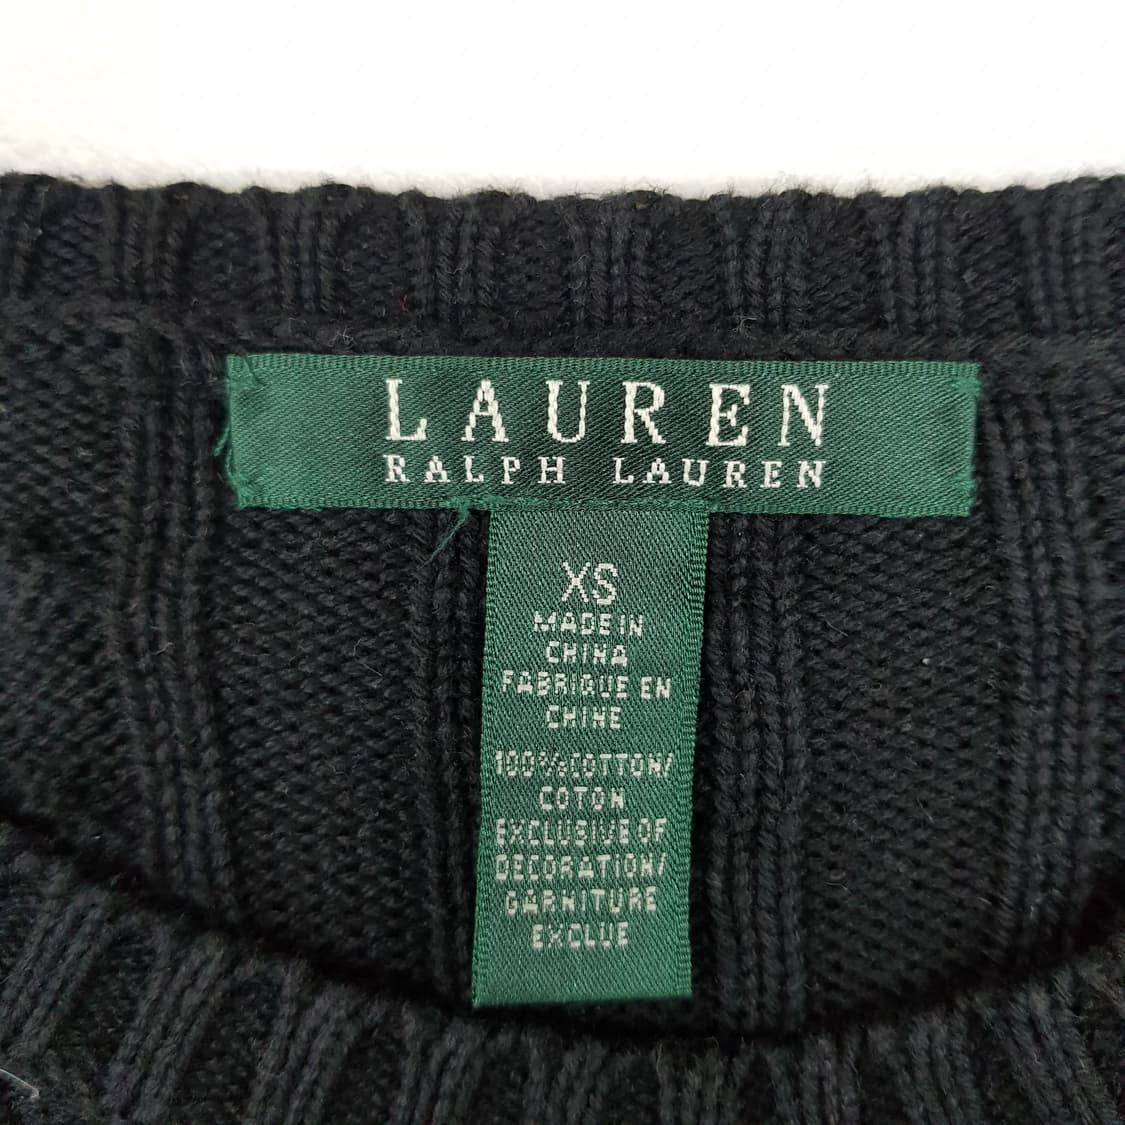 LAUREN
RALPH LAUREN
XS
MADE IN
CHINA
FABRIQUE EN
CHINE
100% COTTON/
COTON
EXCLUSIVE OF
DECORATION/
GARNITURE
EXCLUE